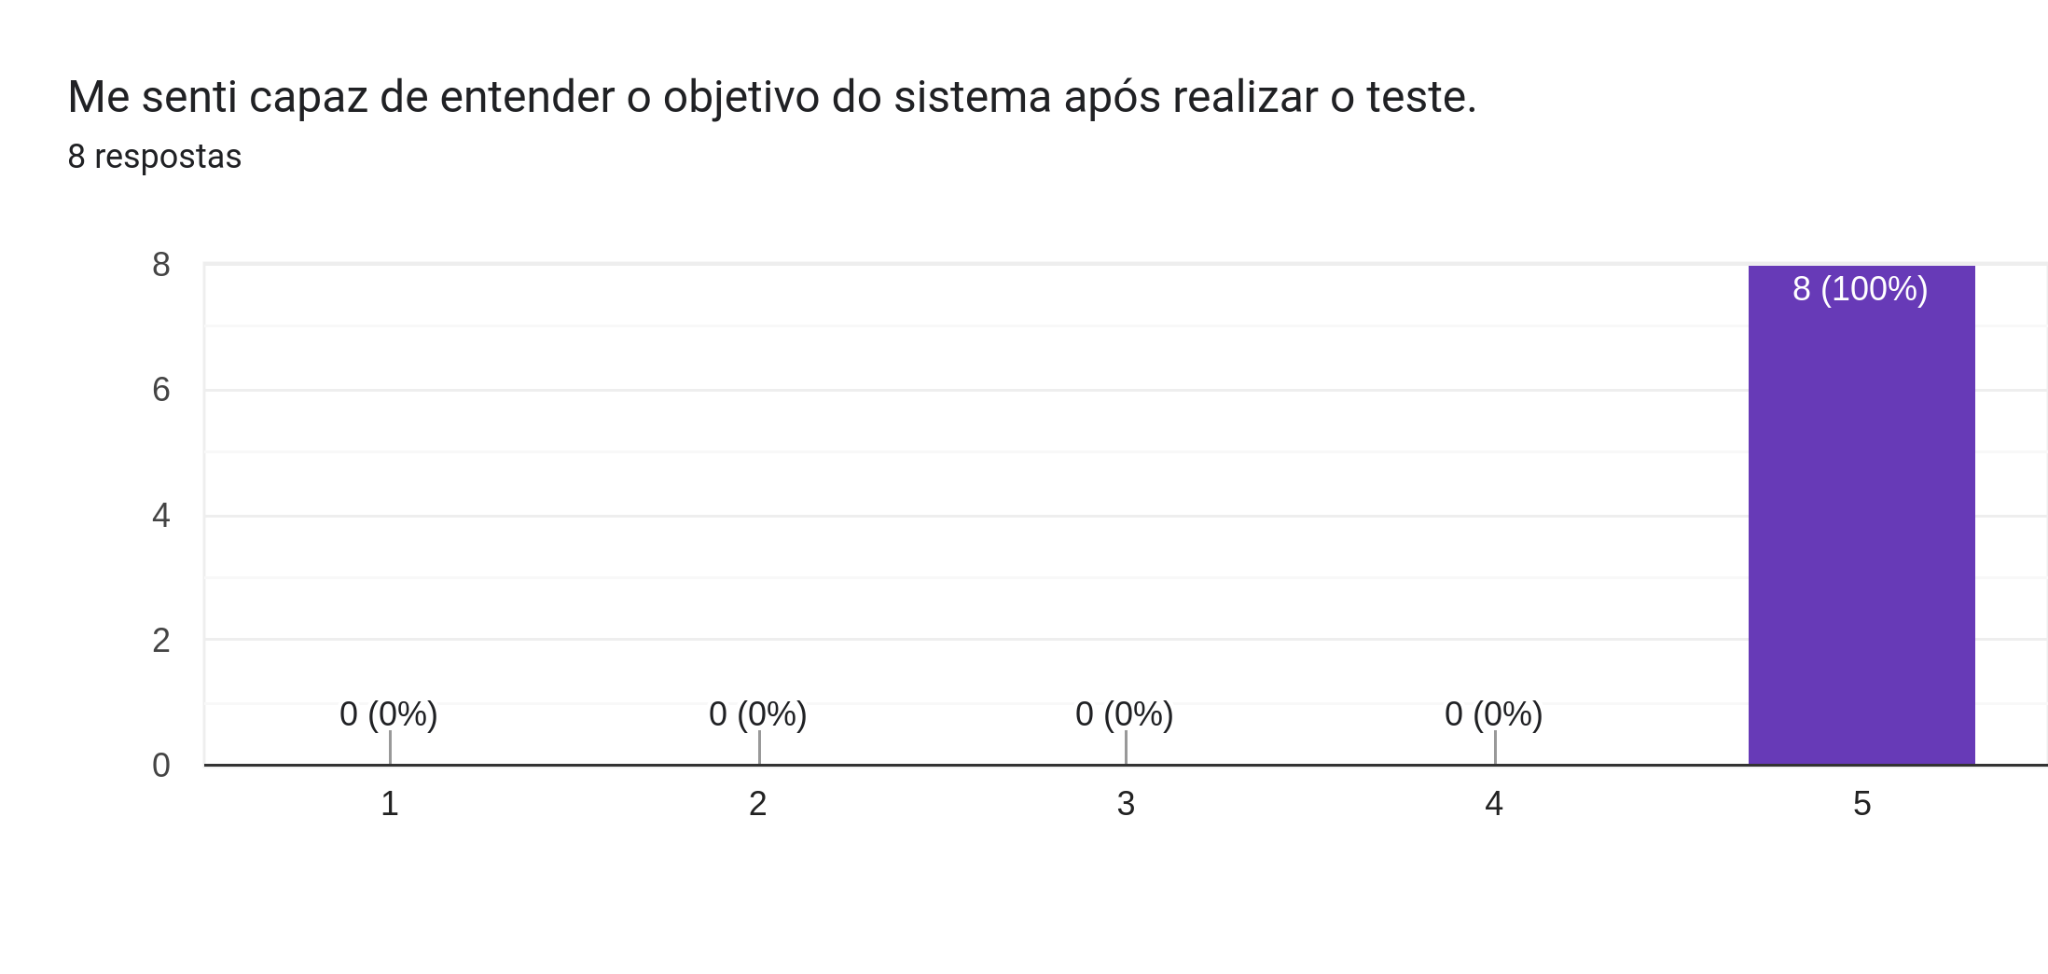 Me senti capaz de entender o objetivo do sistema após realizar o teste.
8 respostas
8
8 (100%)
6
4
2
0 (0%) 0 (0%) 0 (0%) 0 (0%)
0
1 2 3 4 5